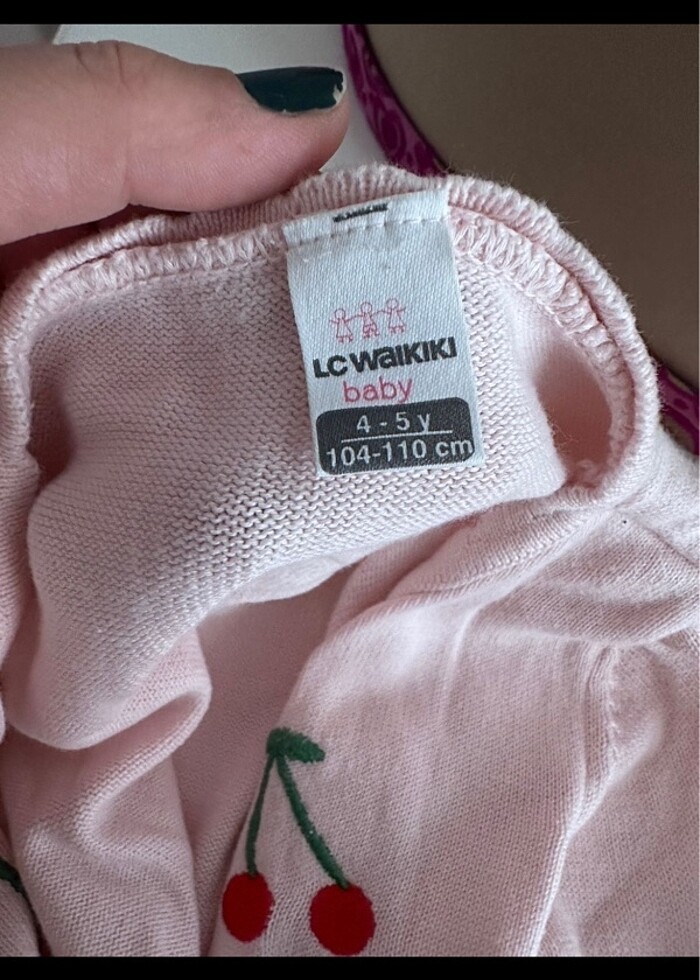 LC WAIKIKI
baby
4 - 5 y
104-110 cm